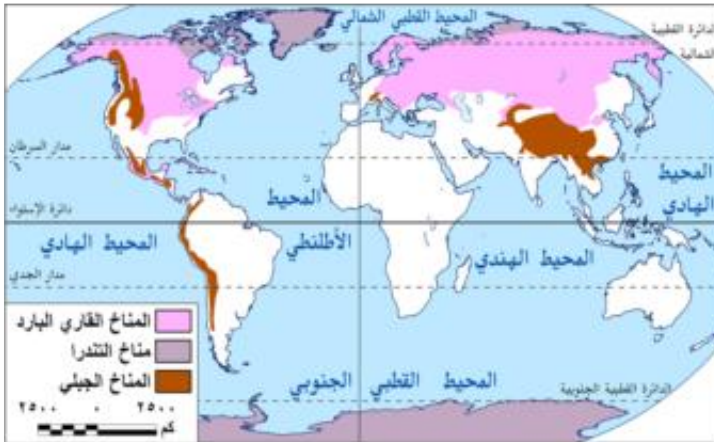 المحيط القطبي الشمالي
الدائرة القطبية
الشمالية
مدار السرطان
المحيط
الهادي
المحيط
دائرة الإستواء
المحيط الهادي
الأطلنطي
المحيط الهندي
مدار الجدي
المناخ القاري البارد
مناخ التندرا
المناخ الجبلي
المحيط القطبي الجنوبي
الدائرة القطبية الجنوبية
٢٥٠٠ ٠ ٢٥٠٠
كم